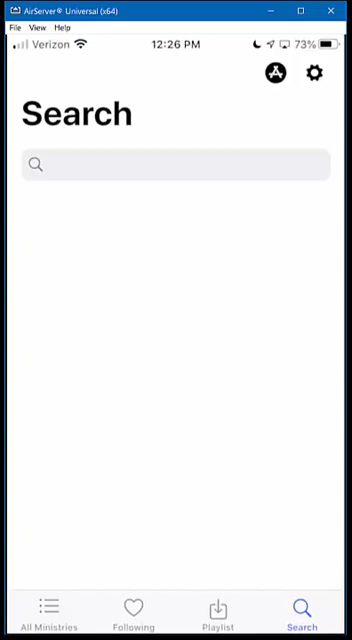 AirServer® Universal (x64)
File View Help
Verizon 12:26 PM 73%
Search
All Ministries Following Playlist Search